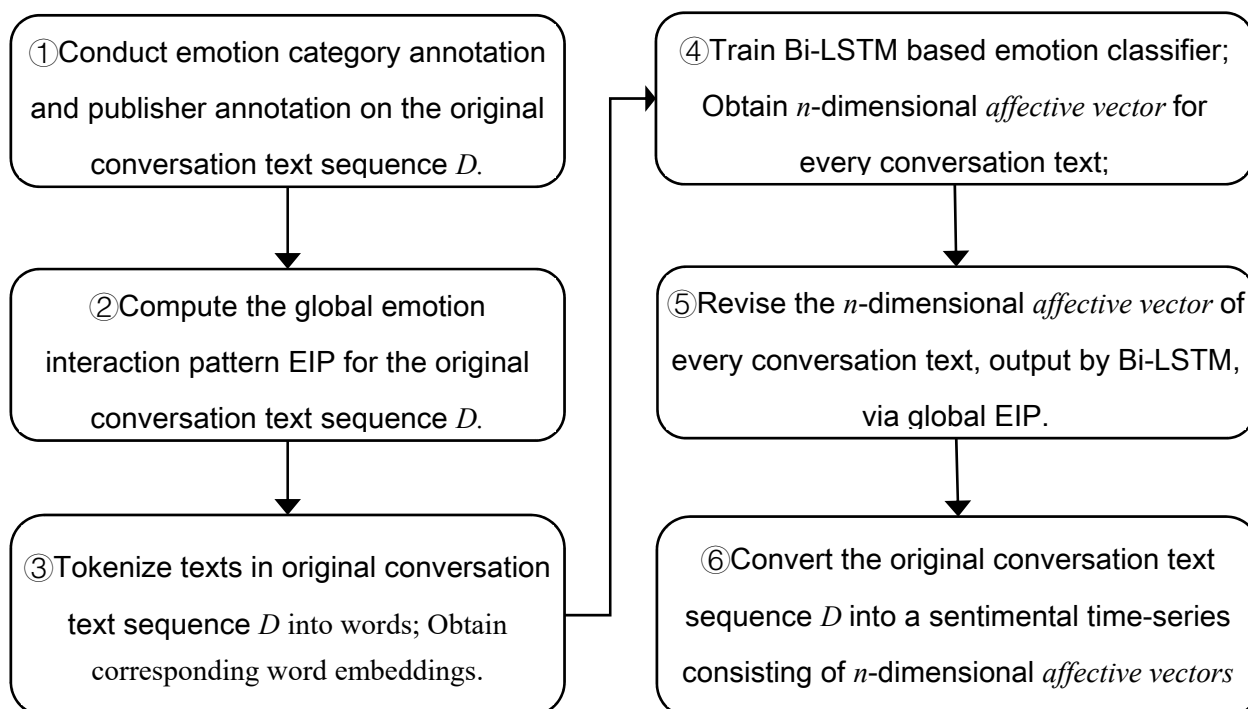 ①Conduct emotion category annotation
and publisher annotation on the original
conversation text sequence D.
②Compute the global emotion
interaction pattern EIP for the original
conversation text sequence D.
③Tokenize texts in original conversation
text sequence D into words; Obtain
corresponding word embeddings.
④Train Bi-LSTM based emotion classifier;
Obtain n-dimensional affective vector for
every conversation text;
⑤Revise the n-dimensional affective vector of
every conversation text, output by Bi-LSTM,
via global EIP.
⑥Convert the original conversation text
sequence D into a sentimental time-series
consisting of n-dimensional affective vectors